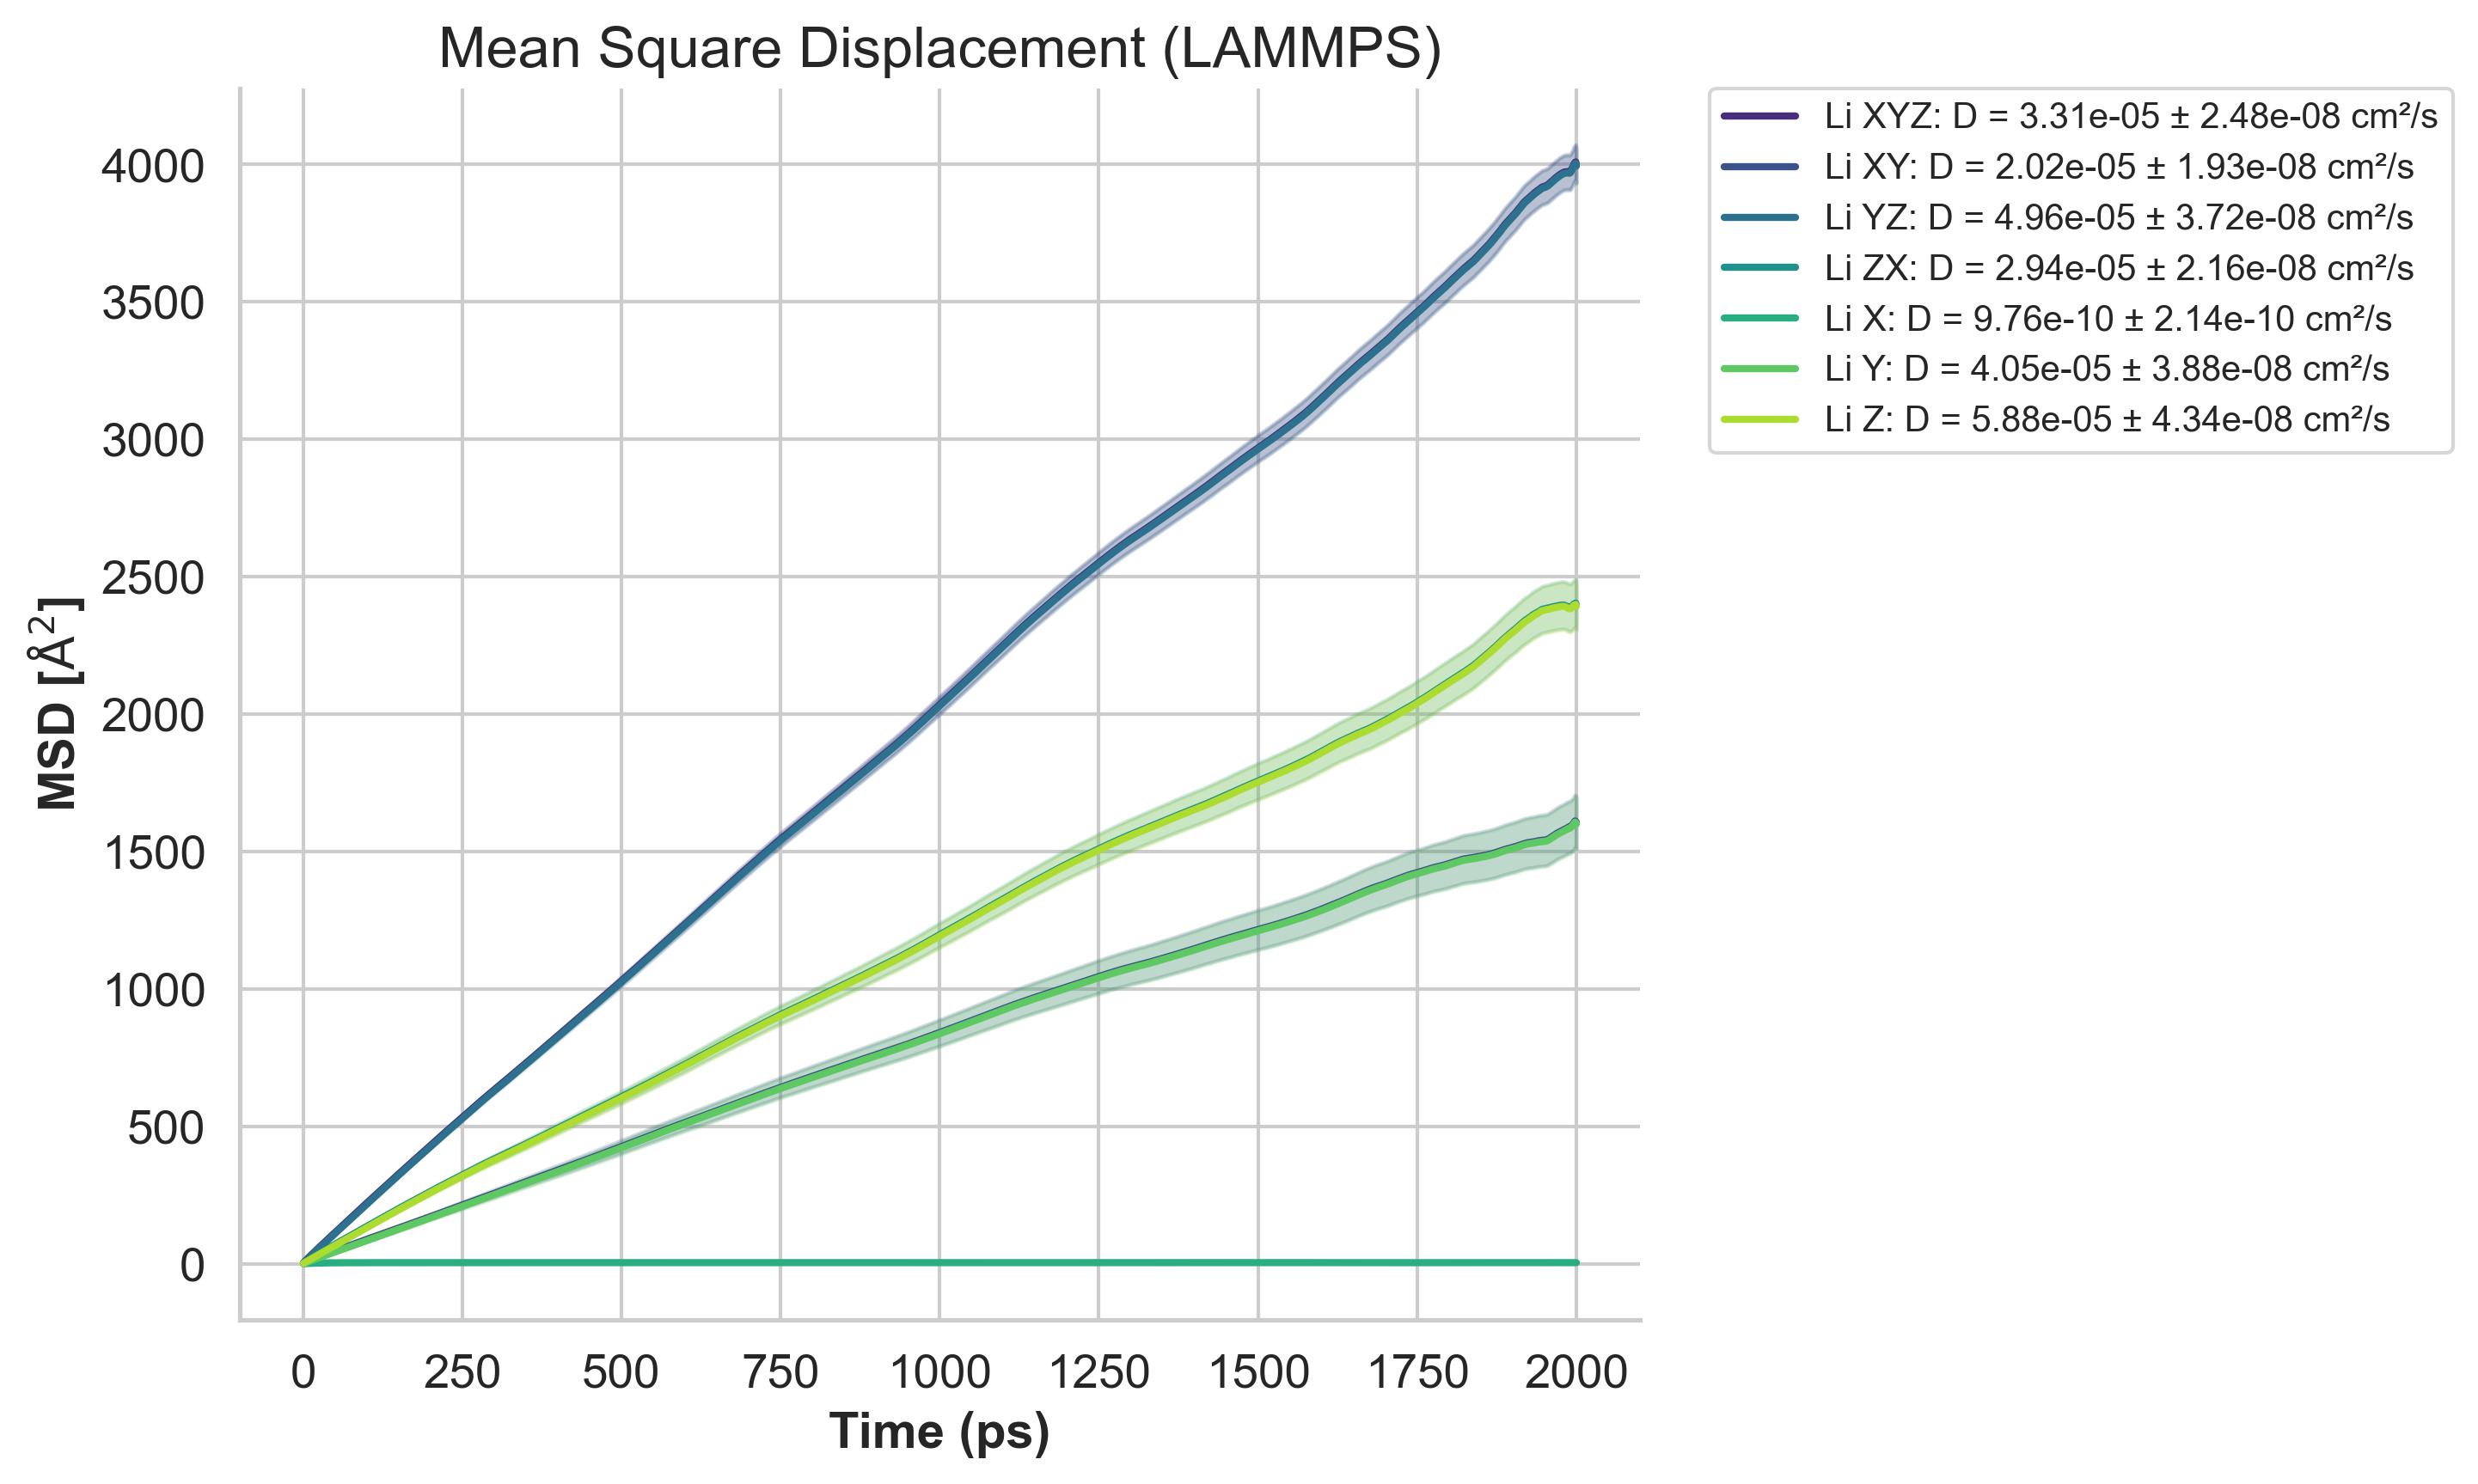 Mean Square Displacement (LAMMPS)
MSD [Å²]
4000
3500
3000
2500
2000
1500
1000
500
0
0 250 500 750 1000 1250 1500 1750 2000
Time (ps)
Li XYZ: D = 3.31e-05 ± 2.48e-08 cm²/s
Li XY: D = 2.02e-05 ± 1.93e-08 cm²/s
Li YZ: D = 4.96e-05 ± 3.72e-08 cm²/s
Li ZX: D = 2.94e-05 ± 2.16e-08 cm²/s
Li X: D = 9.76e-10 ± 2.14e-10 cm²/s
Li Y: D = 4.05e-05 ± 3.88e-08 cm²/s
Li Z: D = 5.88e-05 ± 4.34e-08 cm²/s